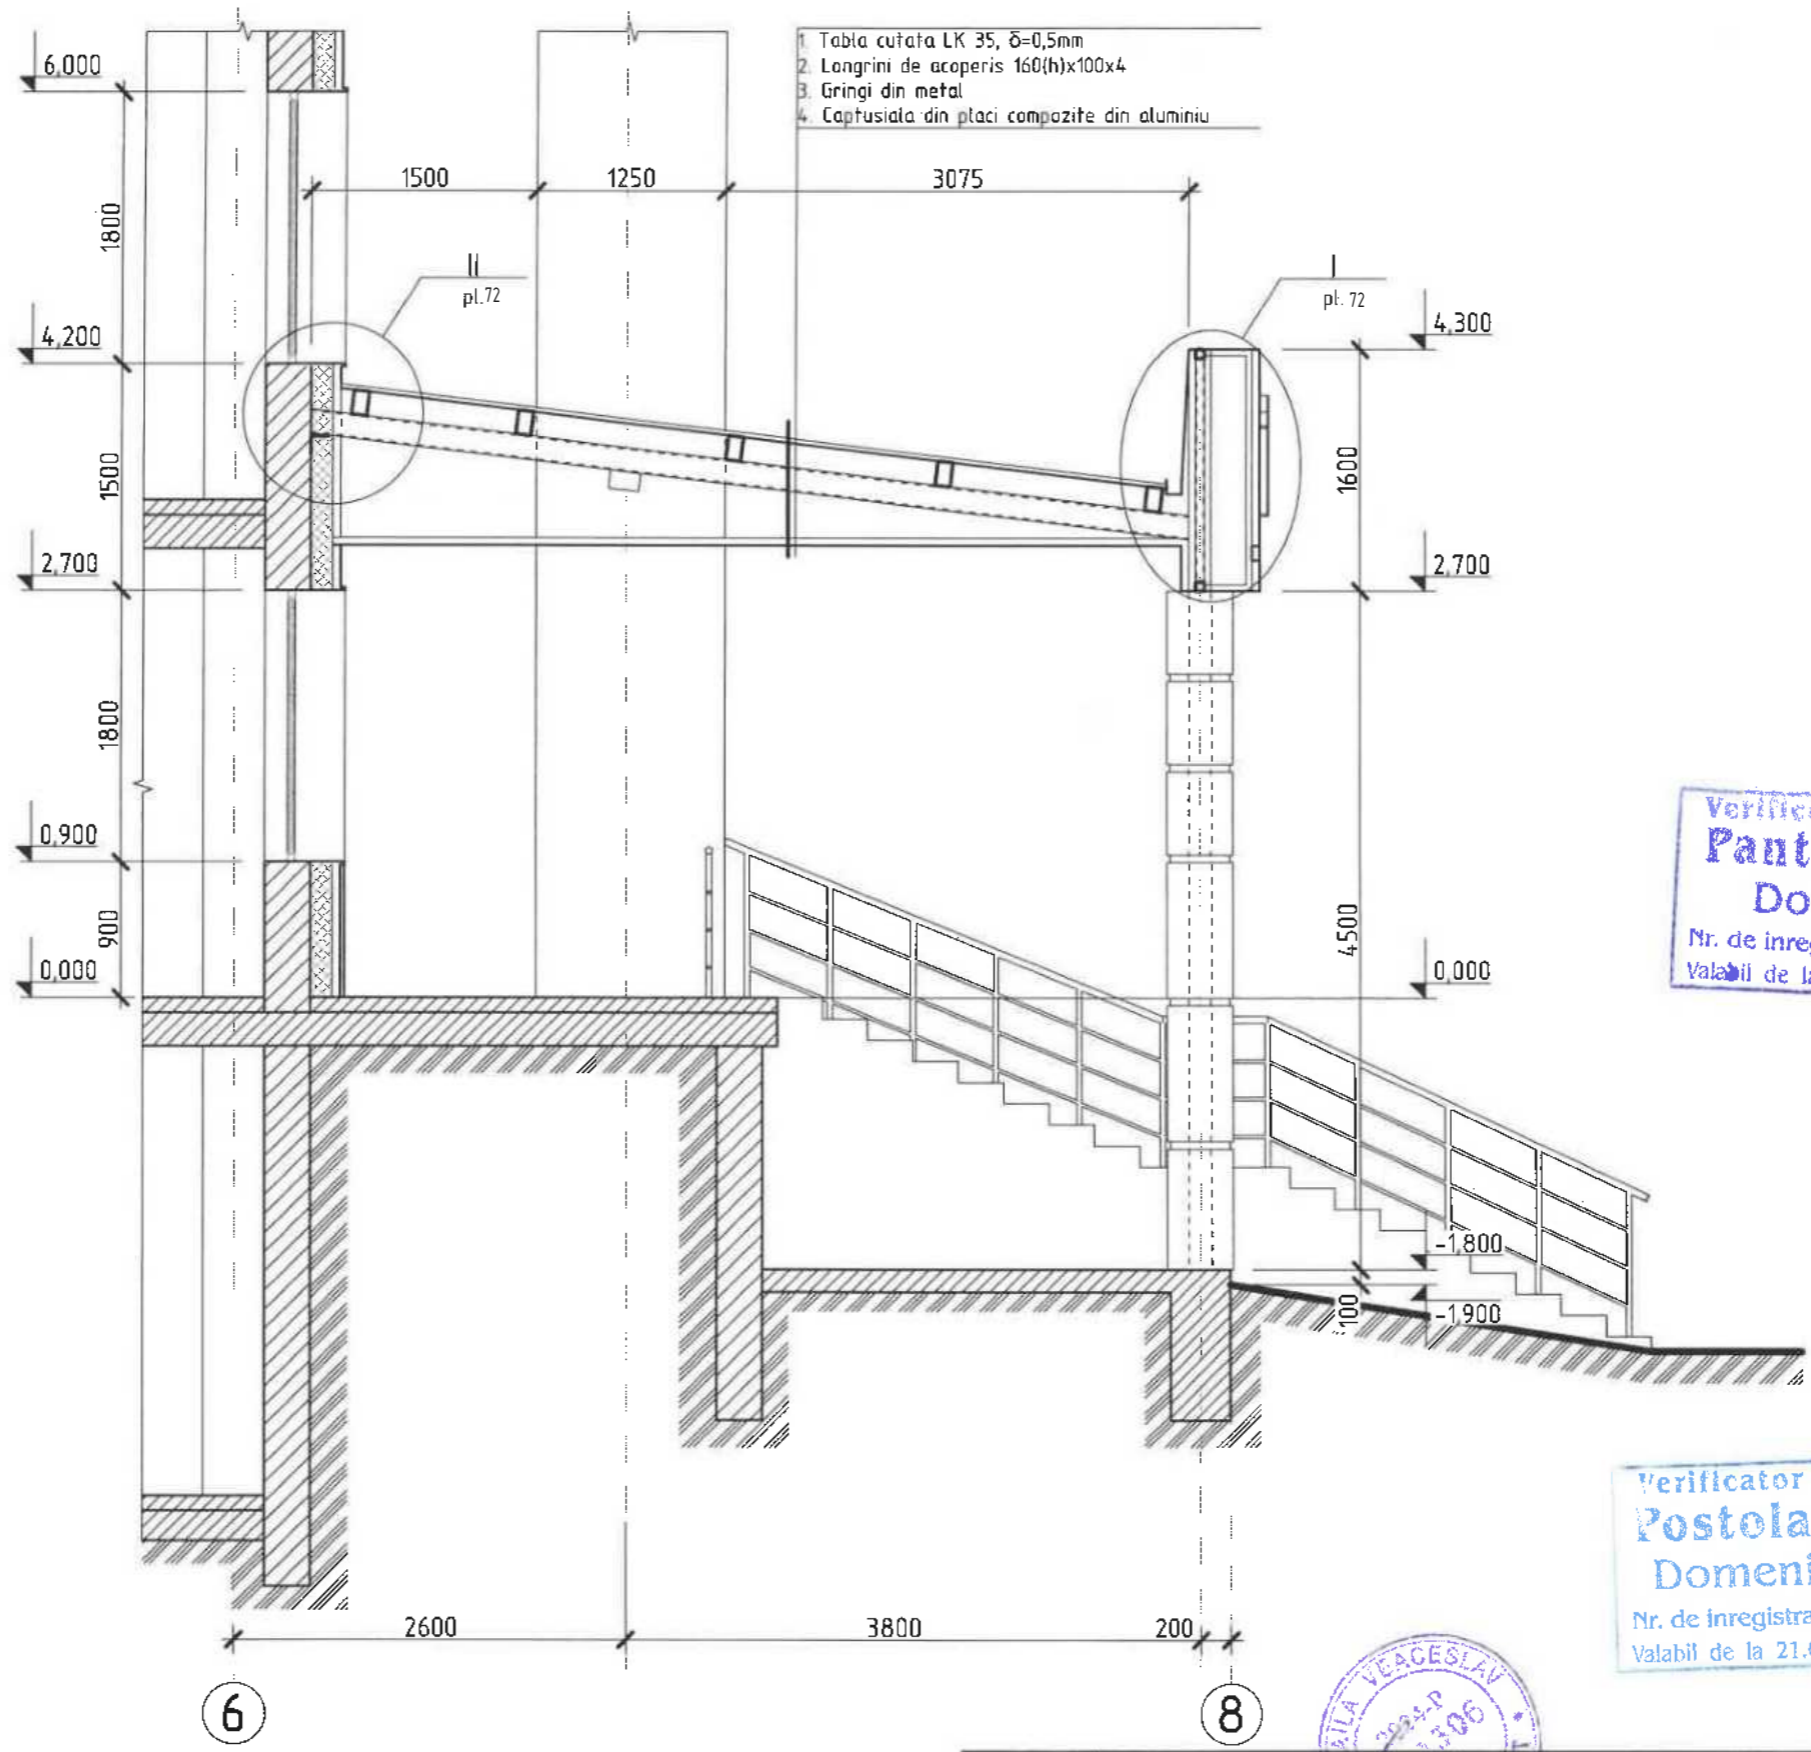 1. Tabla cutata LK 35, δ=0,5mm
2. Langrini de acoperis 160(h)x100x4
3. Gringi din metal
4. Captusiala din placi compozite din aluminiu
6,000
1500
1250
3075
1800
II
pl.72
I
pl. 72
4,200
4,300
1500
1600
2,700
2,700
1800
0,900
900
4500
0,000
0,000
-1,800
100
-1,900
2600
3800
200
6
8
Pant
Do
Nr. de inreg
Valabil de la
Verificator
Postola
Domeni
Nr. de inregistra
Valabil de la 21.
VEACESLAV